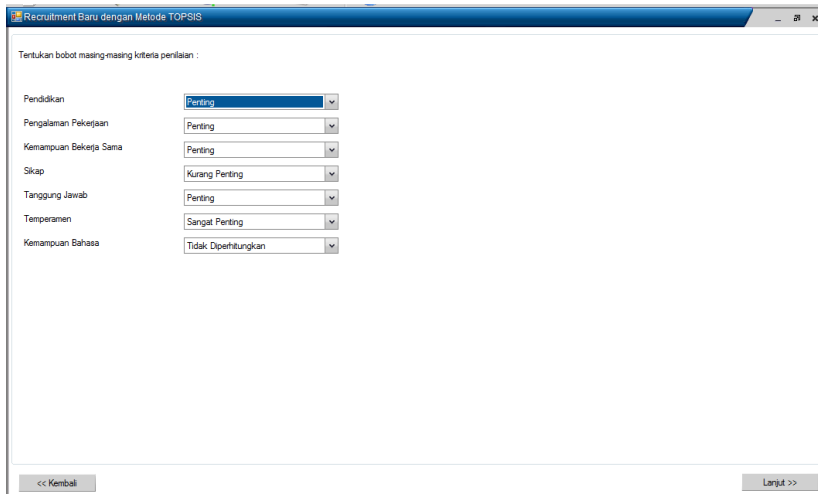 Recruitment Baru dengan Metode TOPSIS
Tentukan bobot masing-masing kriteria penilaian :
Pendidikan Penting
Pengalaman Pekerjaan Penting
Kemampuan Bekerja Sama Penting
Sikap Kurang Penting
Tanggung Jawab Penting
Temperamen Sangat Penting
Kemampuan Bahasa Tidak Diperhitungkan
<< Kembali Lanjut >>